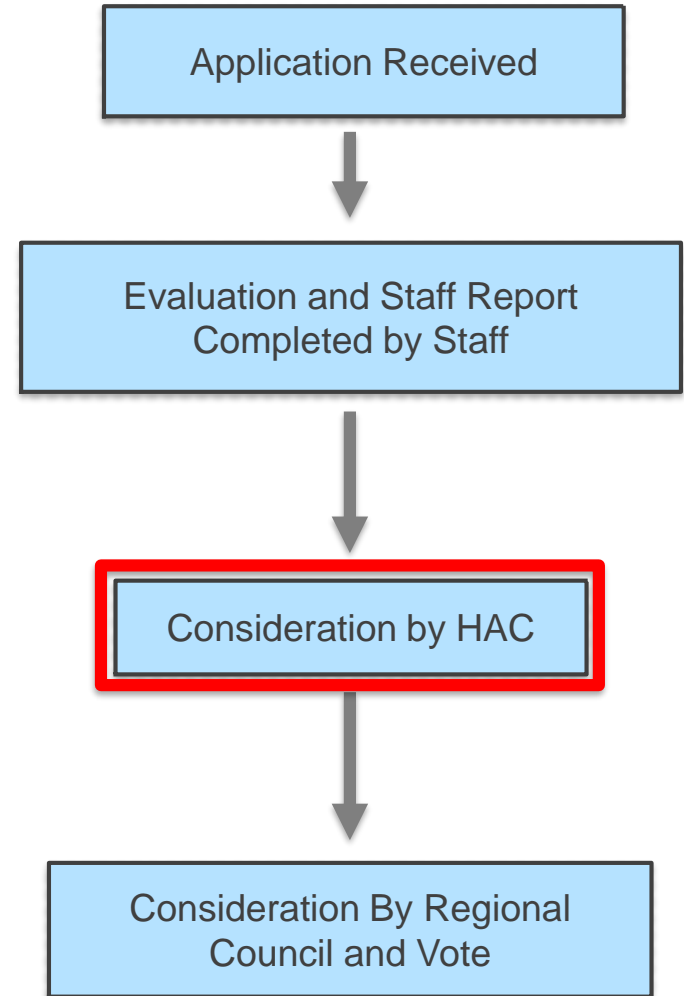 Application Received
Evaluation and Staff Report
Completed by Staff
Consideration by HAC
Consideration By Regional
Council and Vote